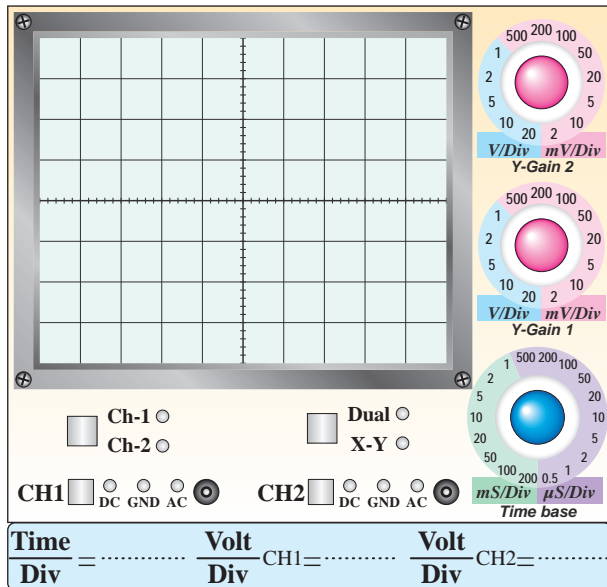 500 200 100
1 50
2 20
5 5
10 10
20 2
V/Div mV/Div
Y-Gain 2
500 200 100
1 50
2 20
5 5
10 10
20 2
V/Div mV/Div
Y-Gain 1
1 500 200 100
2 50
5 20
10 10
20 5
50 2
100 200 0.5 1
mS/Div µS/Div
Time base
Ch-1
Ch-2
Dual
X-Y
CH1 DC GND AC
CH2 DC GND AC
Time
Div = ..............
Volt
Div CH1= ..............
Volt
Div CH2= ..............